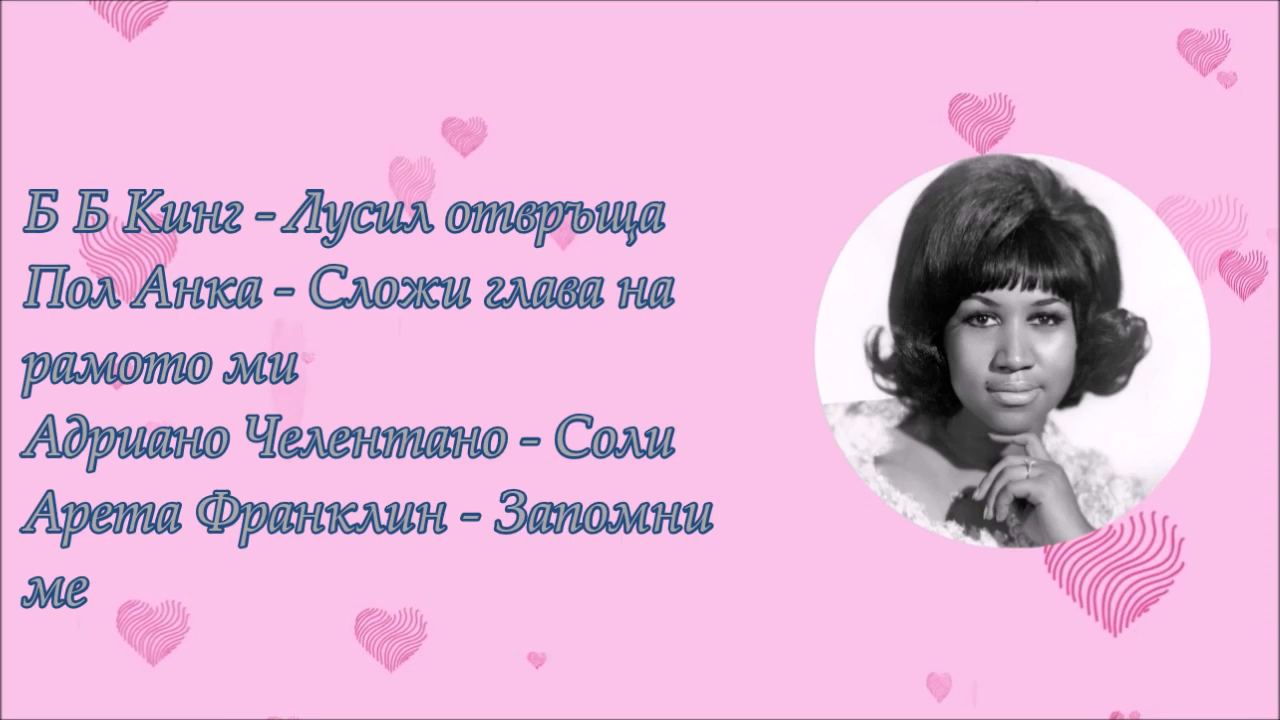 Б Б Кинг - Лусил отвръща
Пол Анка - Сложи глава на
рамото ми
Адриано Челентано - Соли
Арета Франклин - Запомни
ме